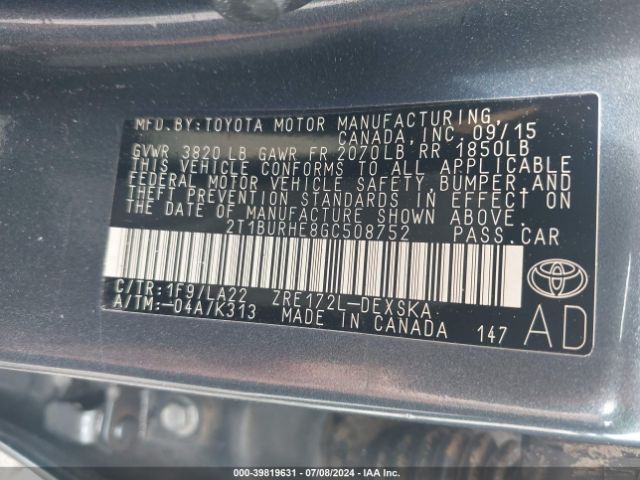 MFD.BY:TOYOTA MOTOR MANUFACTURING,
CANADA,INC.09/15
GVWR 3820 LB GAWR FR 2070LB RR 1850LB
THIS VEHICLE CONFORMS TO ALL APPLICABLE
FEDERAL MOTOR VEHICLE SAFETY,BUMPER,AND
THEFT PREVENTION STANDARDS IN EFFECT ON
THE DATE OF MANUFACTURE SHOWN ABOVE.
2T1BURHE8GC508752 PASS.CAR
C/TR:1F9/LA22 ZRE172L-DEXSKA
A/TM:-04A/K313 MADE IN CANADA 147
AD
000-39819631 - 07/08/2024 - IAA Inc.